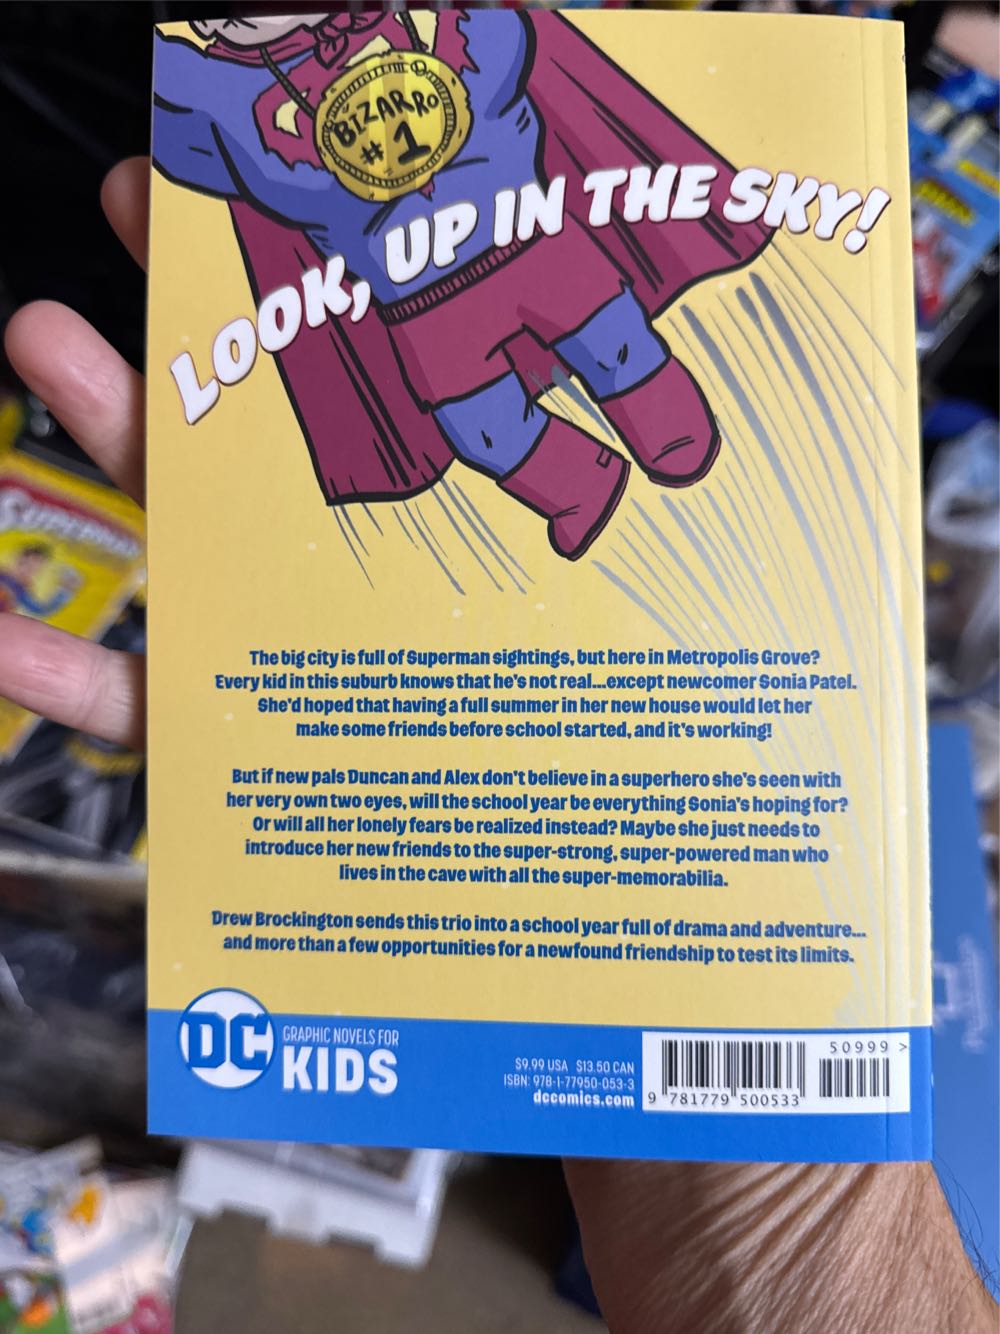 BIZARRO
#1
LOOK, UP IN THE SKY!
The big city is full of Superman sightings, but here in Metropolis Grove?
Every kid in this suburb knows that he's not real...except newcomer Sonia Patel.
She'd hoped that having a full summer in her new house would let her
make some friends before school started, and it's working!
But if new pals Duncan and Alex don't believe in a superhero she's seen with
her very own two eyes, will the school year be everything Sonia's hoping for?
Or will all her lonely fears be realized instead? Maybe she just needs to
introduce her new friends to the super-strong, super-powered man who
lives in the cave with all the super-memorabilia.
Drew Brockington sends this trio into a school year full of drama and adventure...
and more than a few opportunities for a newfound friendship to test its limits.
DC
GRAPHIC NOVELS FOR
KIDS
$9.99 USA $13.50 CAN
ISBN: 978-1-77950-053-3
dccomics.com
50999 >
9 781779 500533
SUPERMAN